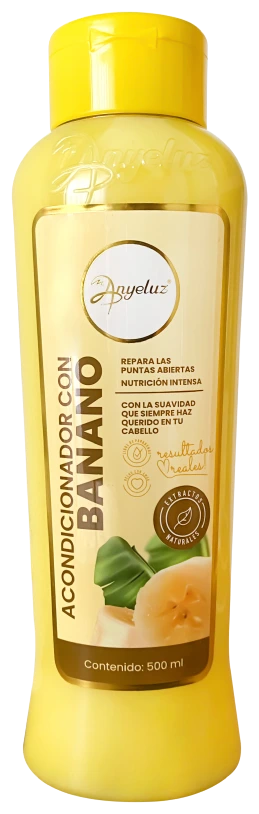 Anyeluz
Anyeluz®
ACONDICIONADOR CON
BANANO
REPARA LAS
PUNTAS ABIERTAS
NUTRICIÓN INTENSA
CON LA SUAVIDAD
QUE SIEMPRE HAZ
QUERIDO EN TU
CABELLO
resultados
reales!
EXTRACTOS
NATURALES
Contenido: 500 ml